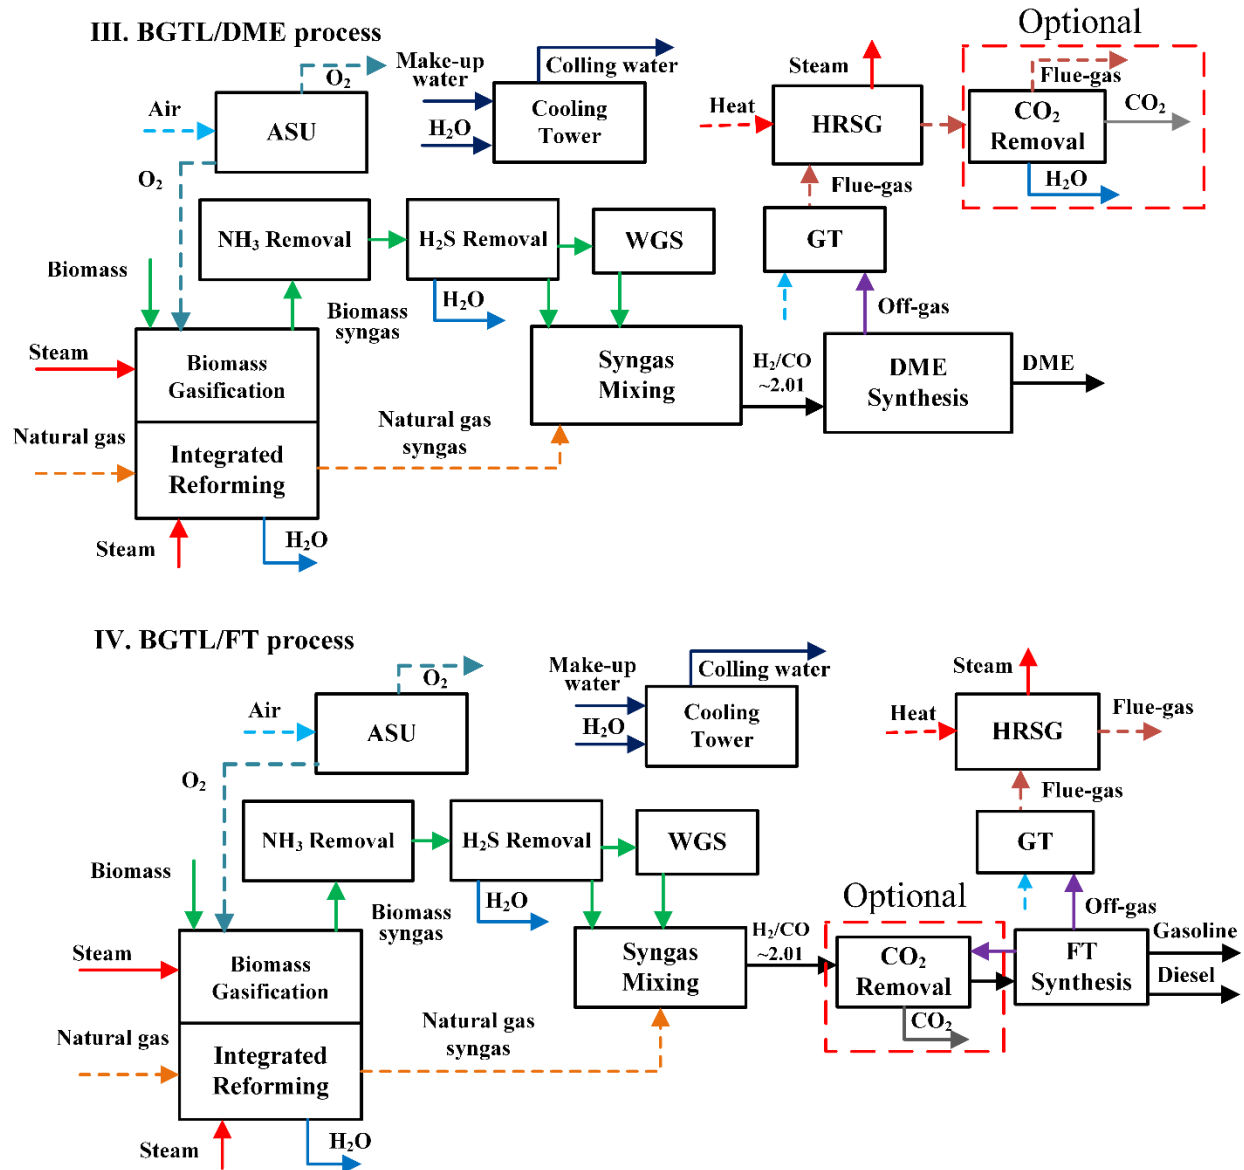 III. BGTL/DME process
Optional
O₂
Make-up
water
Colling water
Steam
Flue-gas
Air
ASU
H₂O
Cooling
Tower
Heat
HRSG
CO₂
Removal
CO₂
O₂
Flue-gas
H₂O
NH₃ Removal
H₂S Removal
WGS
GT
Biomass
Biomass
syngas
H₂O
Off-gas
Steam
Biomass
Gasification
Syngas
Mixing
H₂/CO
~2.01
DME
Synthesis
DME
Natural gas
Integrated
Reforming
Natural gas
syngas
Steam
H₂O
IV. BGTL/FT process
O₂
Make-up
water
Colling water
Steam
Air
ASU
H₂O
Cooling
Tower
Heat
HRSG
Flue-gas
O₂
Flue-gas
NH₃ Removal
H₂S Removal
WGS
GT
Biomass
Biomass
syngas
H₂O
Optional
Off-gas
Gasoline
Steam
Biomass
Gasification
Syngas
Mixing
H₂/CO
~2.01
CO₂
Removal
FT
Synthesis
Diesel
CO₂
Natural gas
Integrated
Reforming
Natural gas
syngas
Steam
H₂O